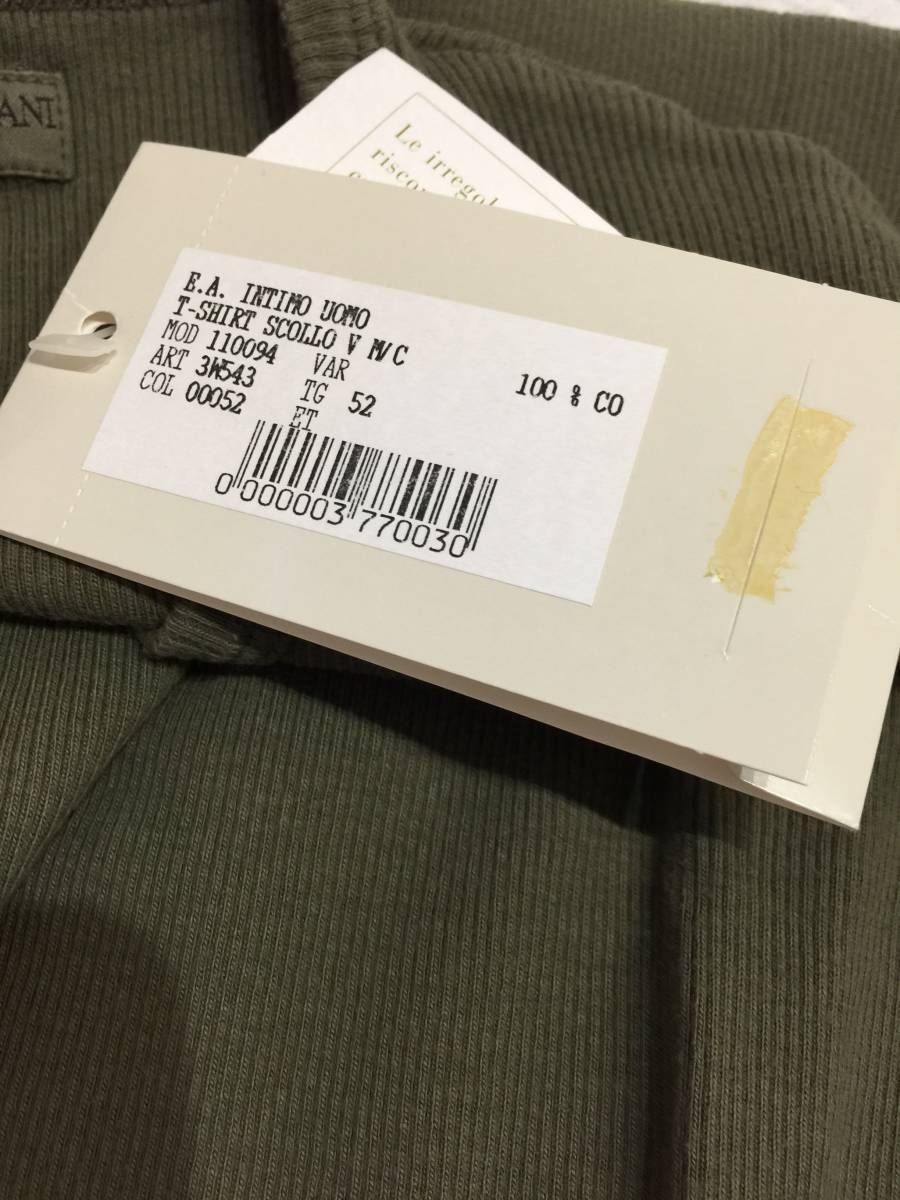 ANI
Le irregol
risco
E.A. INTIMO UOMO
T-SHIRT SCOLLO V M/C
MOD 110094 VAR
ART 3W543 TG 52
COL 00052 ET
100 % CO
0 000003 770030